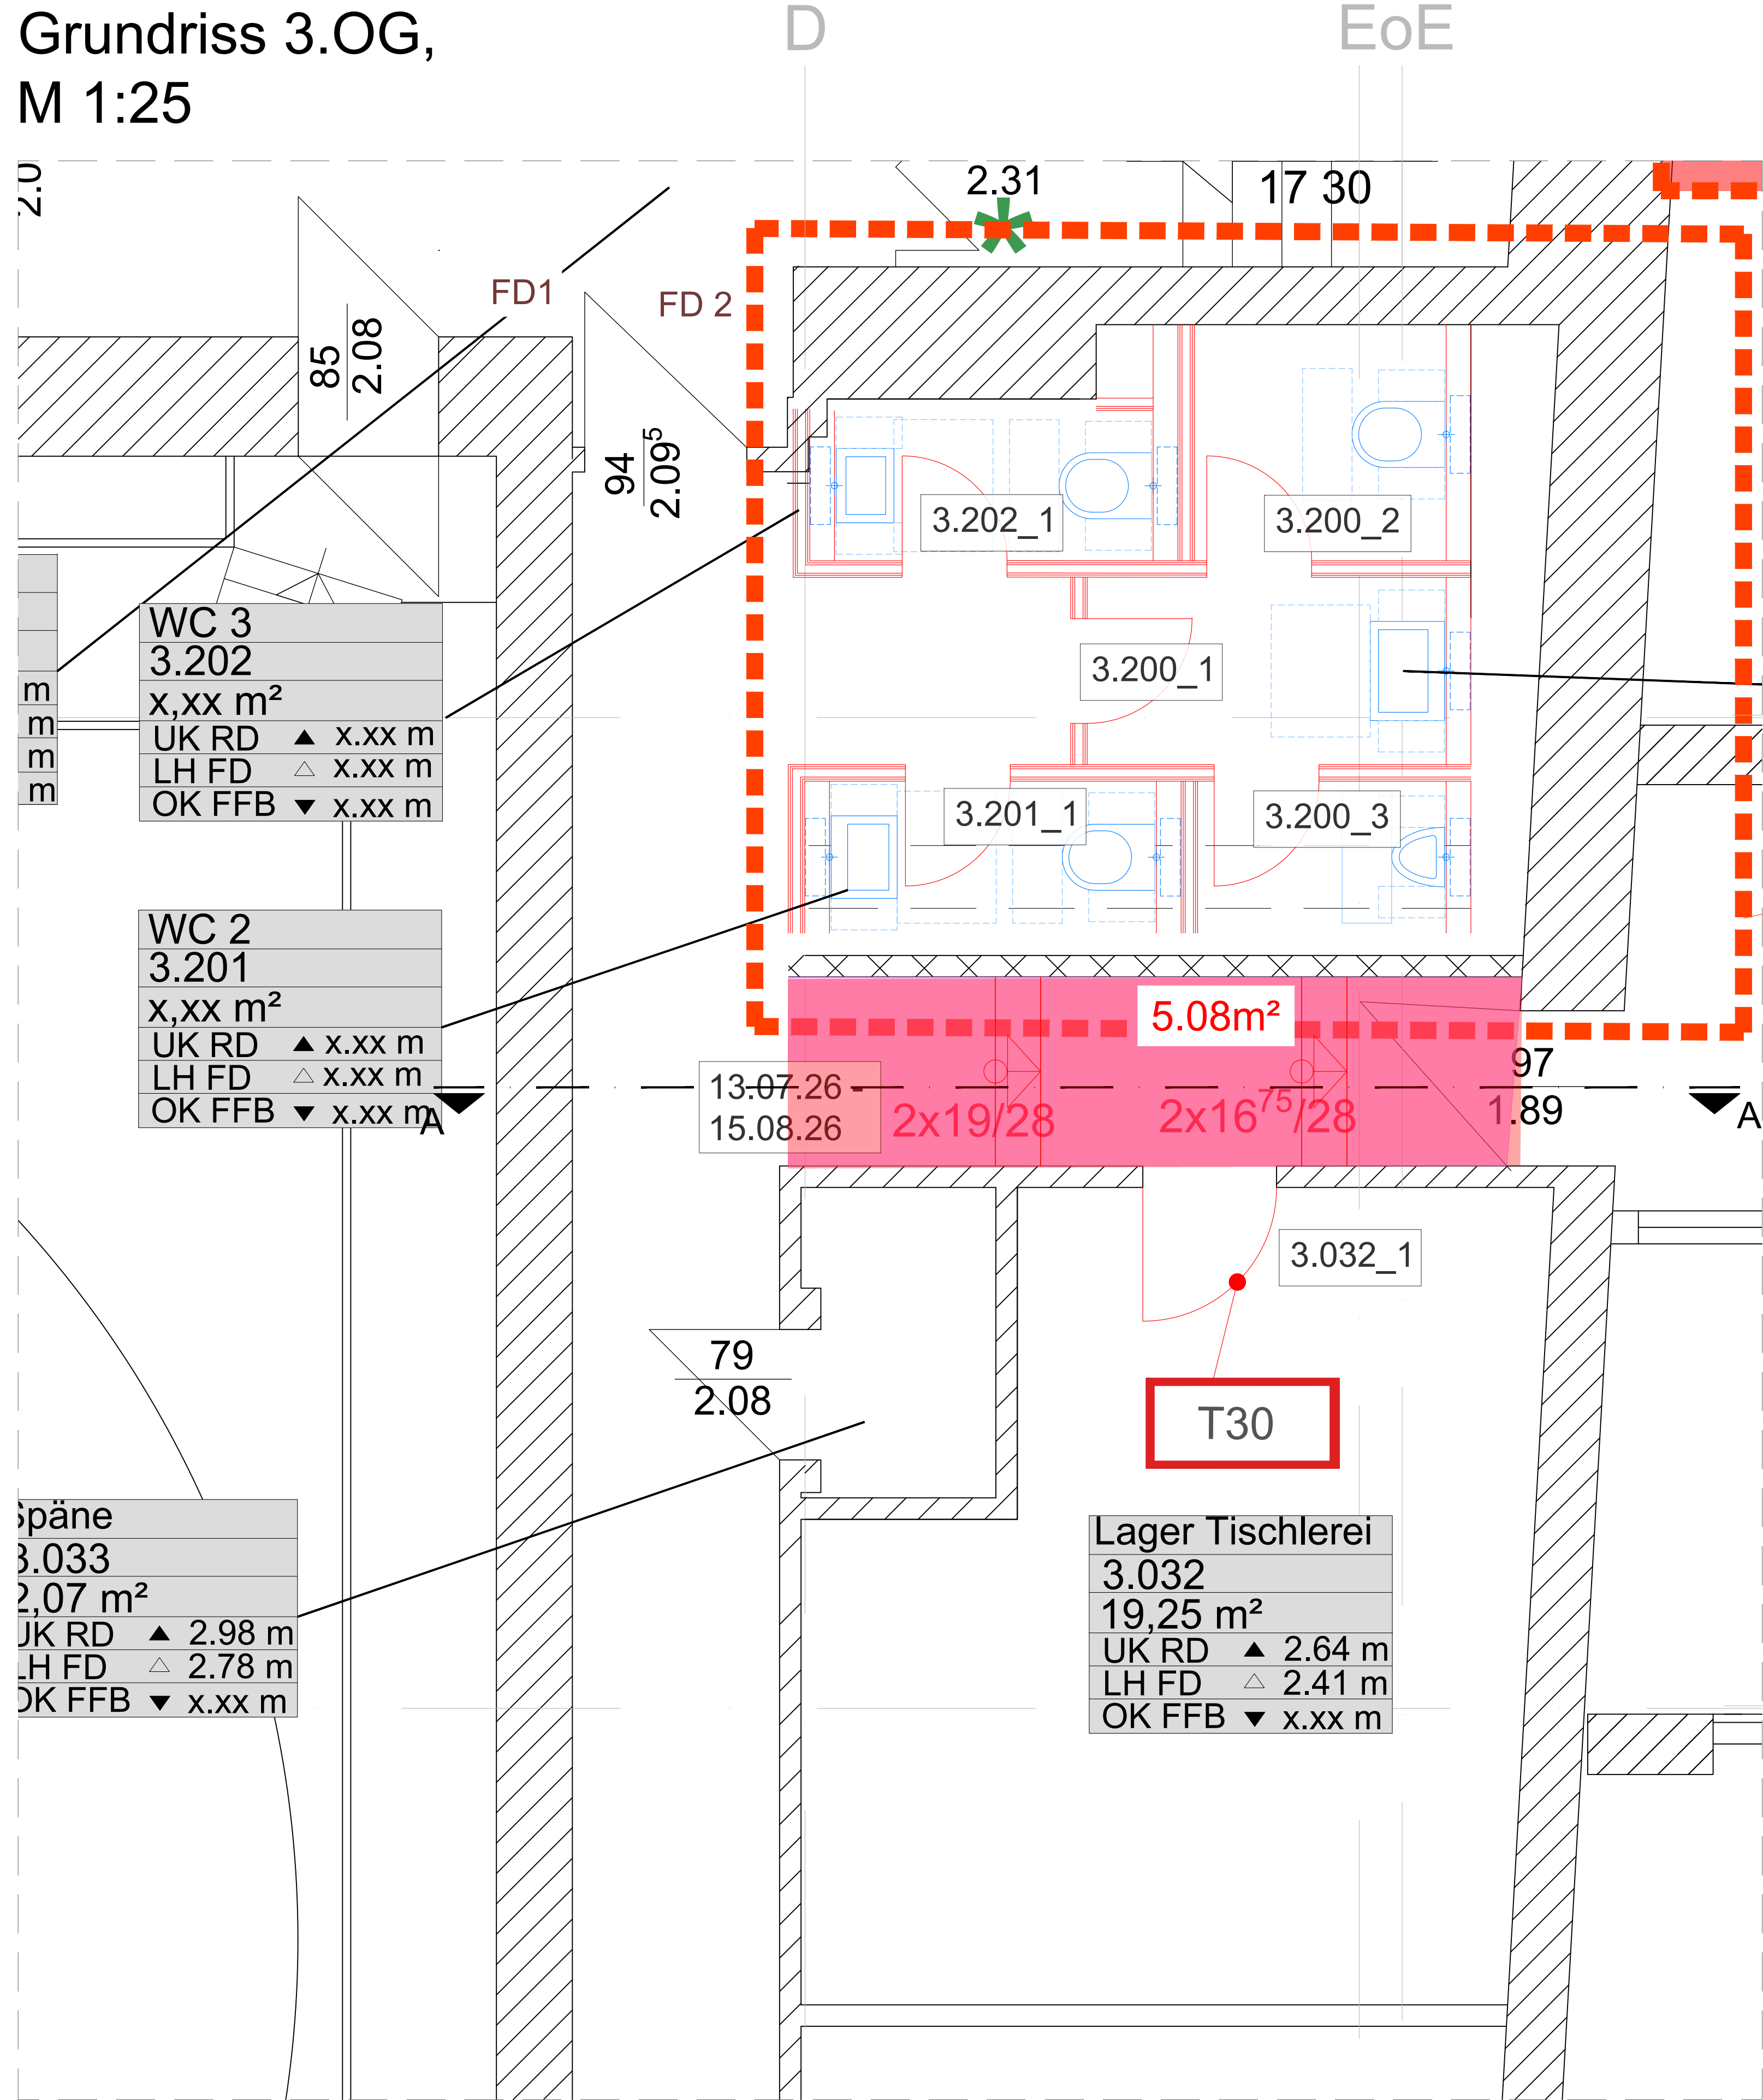 Grundriss 3.OG,
M 1:25
D
EoE
2.31
17 30
FD1
FD 2
85
2.08
94
2.09⁵
3.202_1
3.200_2
3.200_1
3.201_1
3.200_3
WC 3
3.202
x,xx m²
UK RD ▲ x.xx m
LH FD △ x.xx m
OK FFB ▼ x.xx m
m
m
m
m
WC 2
3.201
x,xx m²
UK RD ▲ x.xx m
LH FD △ x.xx m
OK FFB ▼ x.xx m
A
5.08m²
13.07.26 -
15.08.26
2x19/28
2x16⁷⁵/28
97
1.89
A
3.032_1
79
2.08
T30
Späne
3.033
2,07 m²
UK RD ▲ 2.98 m
LH FD △ 2.78 m
OK FFB ▼ x.xx m
Lager Tischlerei
3.032
19,25 m²
UK RD ▲ 2.64 m
LH FD △ 2.41 m
OK FFB ▼ x.xx m